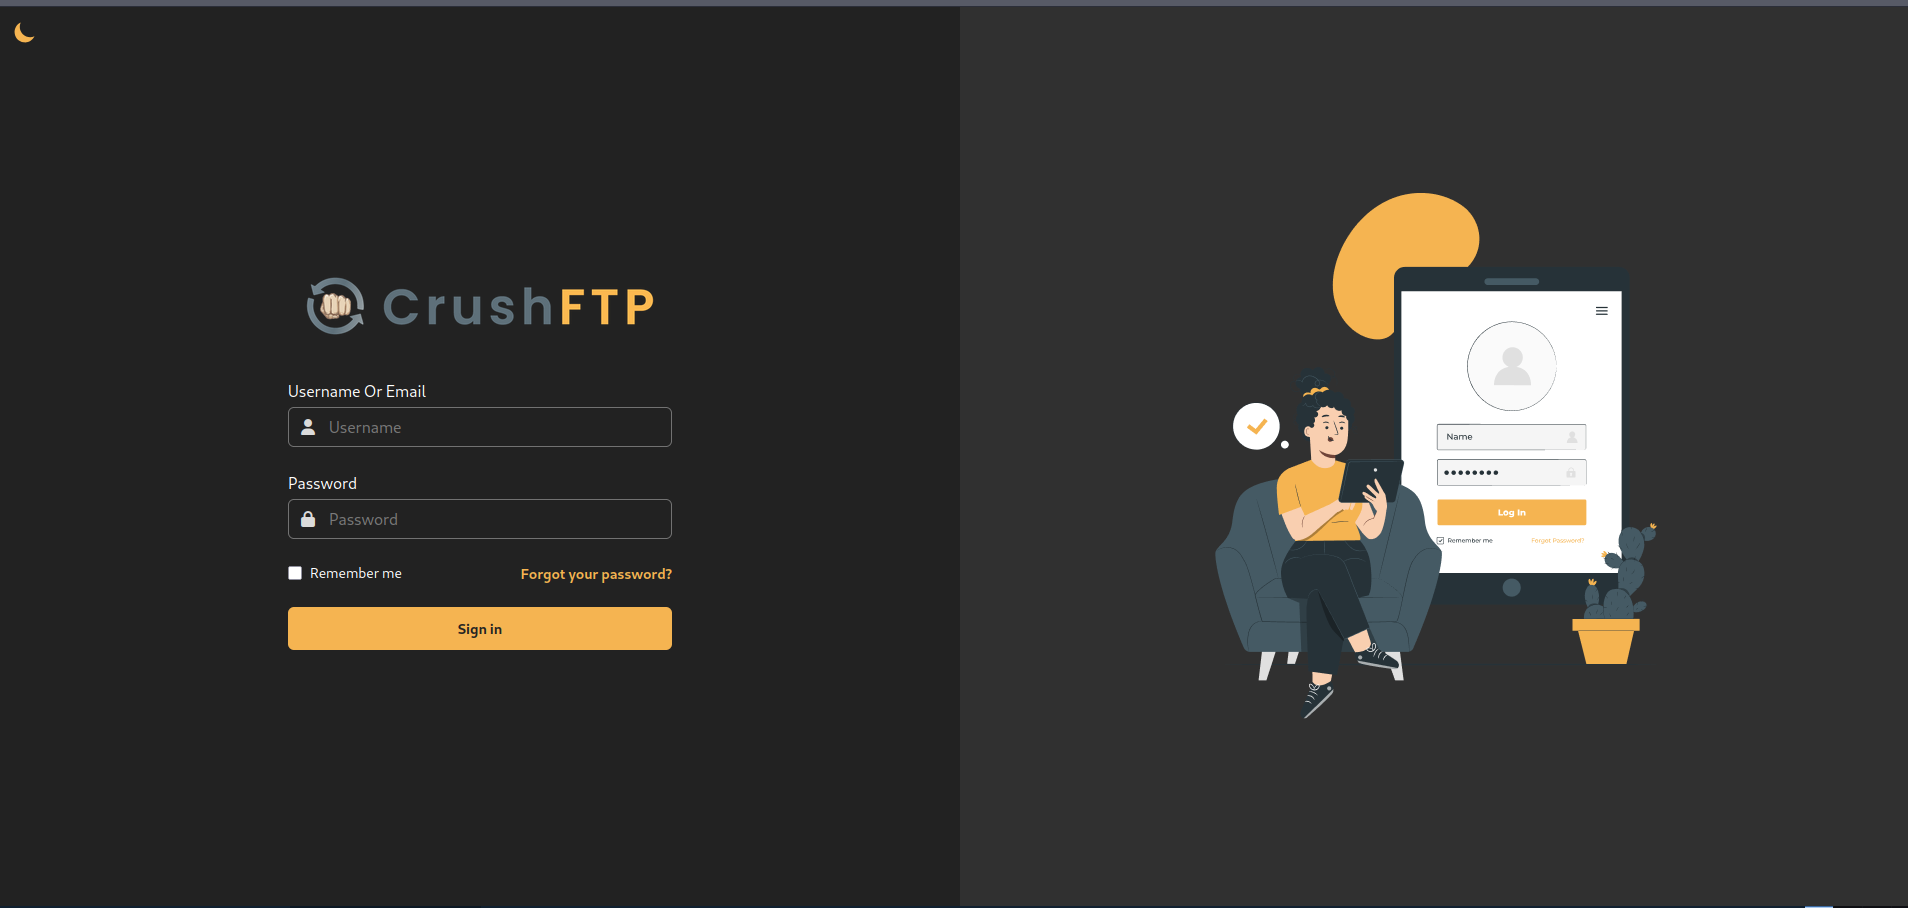 CrushFTP
Username Or Email
Username
Password
Password
Remember me
Forgot your password?
Sign in
Name
Log In
Remember me
Forgot Password?